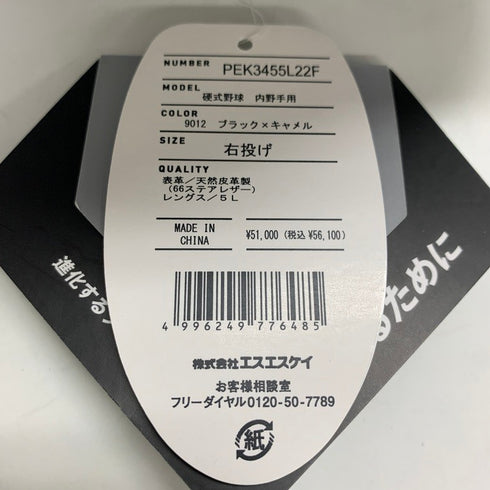 NUMBER PEK3455L22F
MODEL 硬式野球 内野手用
COLOR 9012 ブラック×キャメル
SIZE 右投げ
QUALITY
表革／天然皮革製
（66ステアレザー）
レングス／5L
MADE IN CHINA
¥51,000（税込 ¥56,100）
4 996249 776485
株式会社エスエスケイ
お客様相談室
フリーダイヤル0120-50-7789
紙
進化する
るために